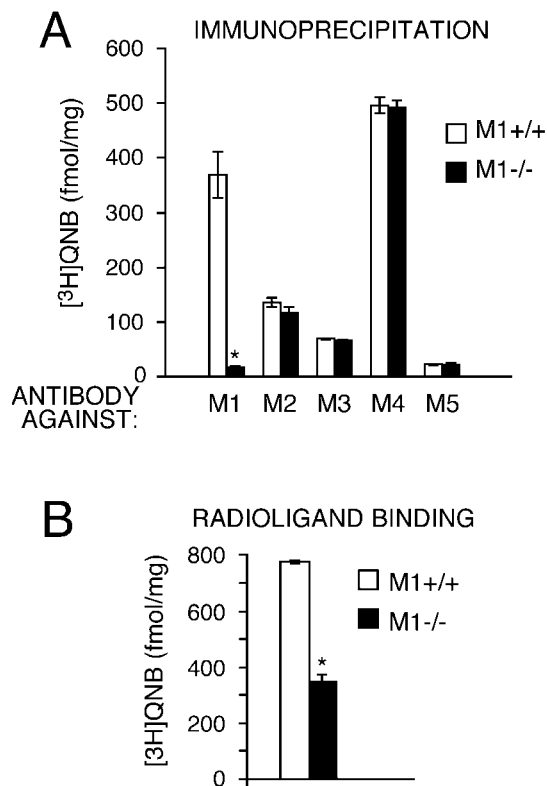 A
IMMUNOPRECIPITATION
[³H]QNB (fmol/mg)
600
500
400
300
200
100
0
M1+/+
M1-/-
*
ANTIBODY
AGAINST:
M1 M2 M3 M4 M5
B
RADIOLIGAND BINDING
[³H]QNB (fmol/mg)
800
600
400
200
0
M1+/+
M1-/-
*